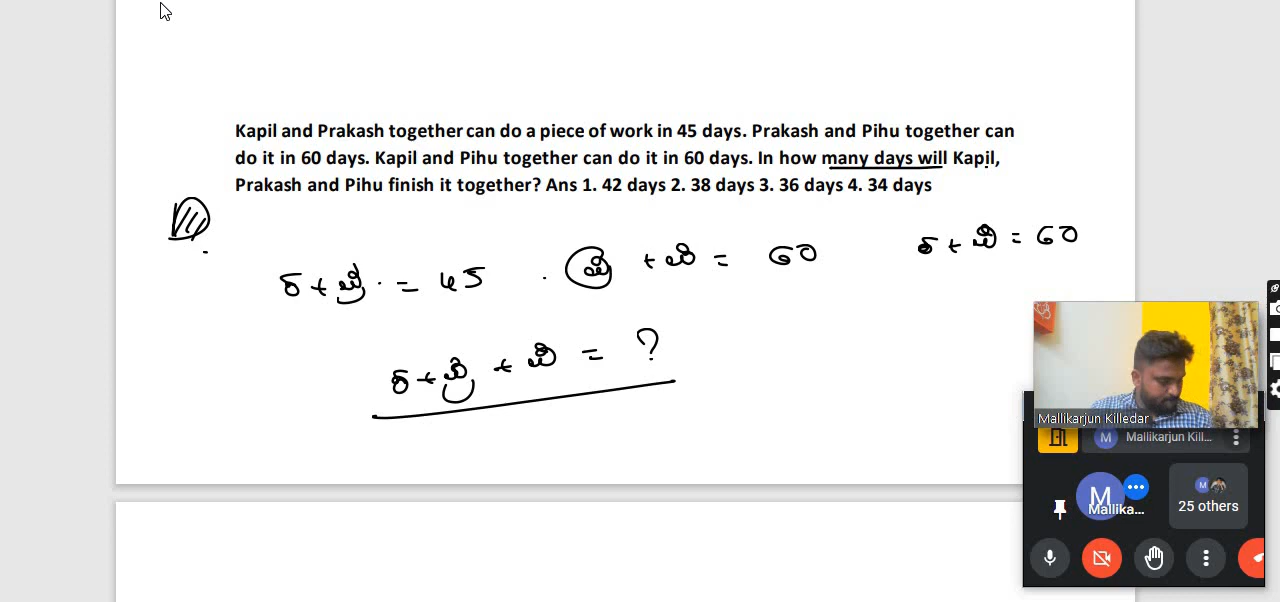 Kapil and Prakash together can do a piece of work in 45 days. Prakash and Pihu together can
do it in 60 days. Kapil and Pihu together can do it in 60 days. In how many days will Kapil,
Prakash and Pihu finish it together? Ans 1. 42 days 2. 38 days 3. 36 days 4. 34 days
ಕ + ಪ್ರ = 45
ಪ್ರ + ಪಿ = 60
ಕ + ಪಿ = 60
ಕ + ಪ್ರ + ಪಿ = ?
Mallikarjun Killedar
M Mallikarjun Kill...
M
Mallika...
M
25 others